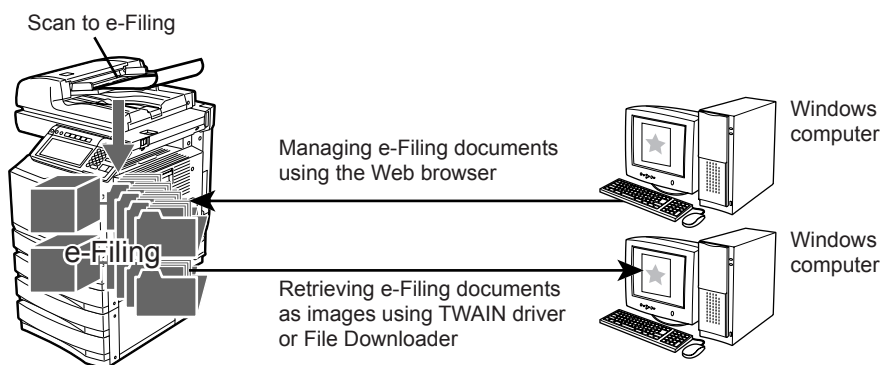 Scan to e-Filing
Managing e-Filing documents
using the Web browser
Windows
computer
e-Filing
Retrieving e-Filing documents
as images using TWAIN driver
or File Downloader
Windows
computer